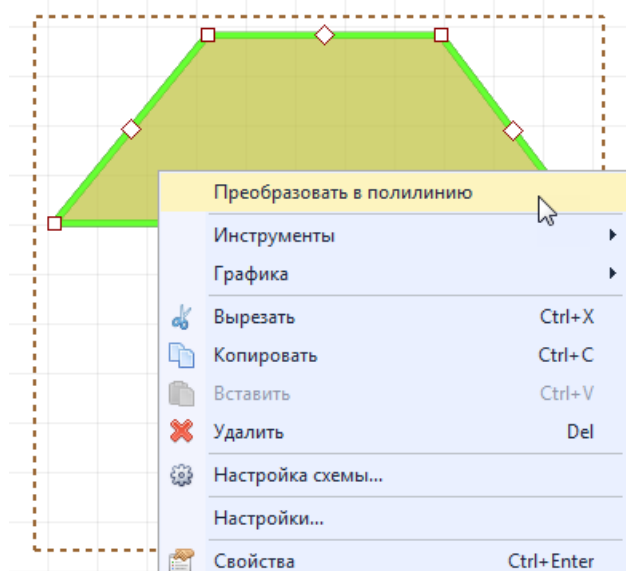 Преобразовать в полилинию
Инструменты
Графика
Вырезать Ctrl+X
Копировать Ctrl+C
Вставить Ctrl+V
Удалить Del
Настройка схемы...
Настройки...
Свойства Ctrl+Enter